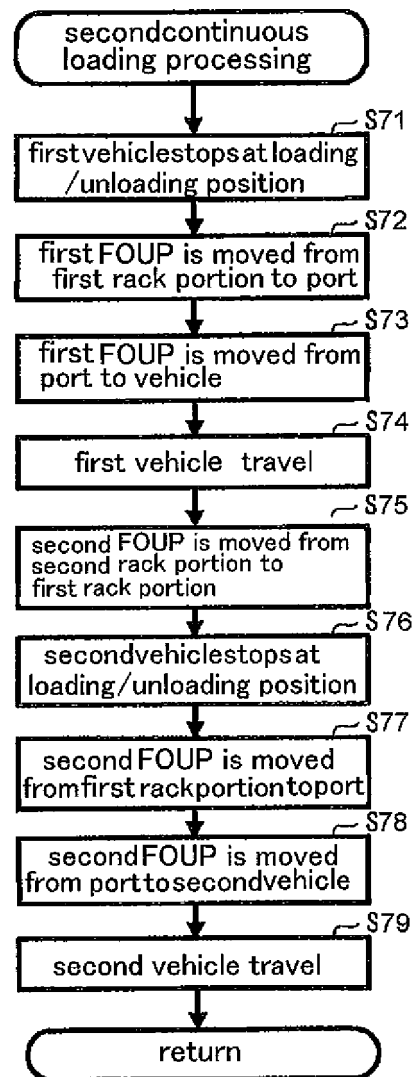 secondcontinuous
loading processing
S71
firstvehiclestopsatloading
/unloading position
S72
first FOUP is moved from
first rack portion to port
S73
first FOUP is moved from
port to vehicle
S74
first vehicle travel
S75
second FOUP is moved from
second rack portion to
first rack portion
S76
secondvehiclestopsat
loading/unloading position
S77
second FOUP is moved
fromfirstrackportiontoport
S78
secondFOUP is moved
from porttosecondvehicle
S79
second vehicle travel
return